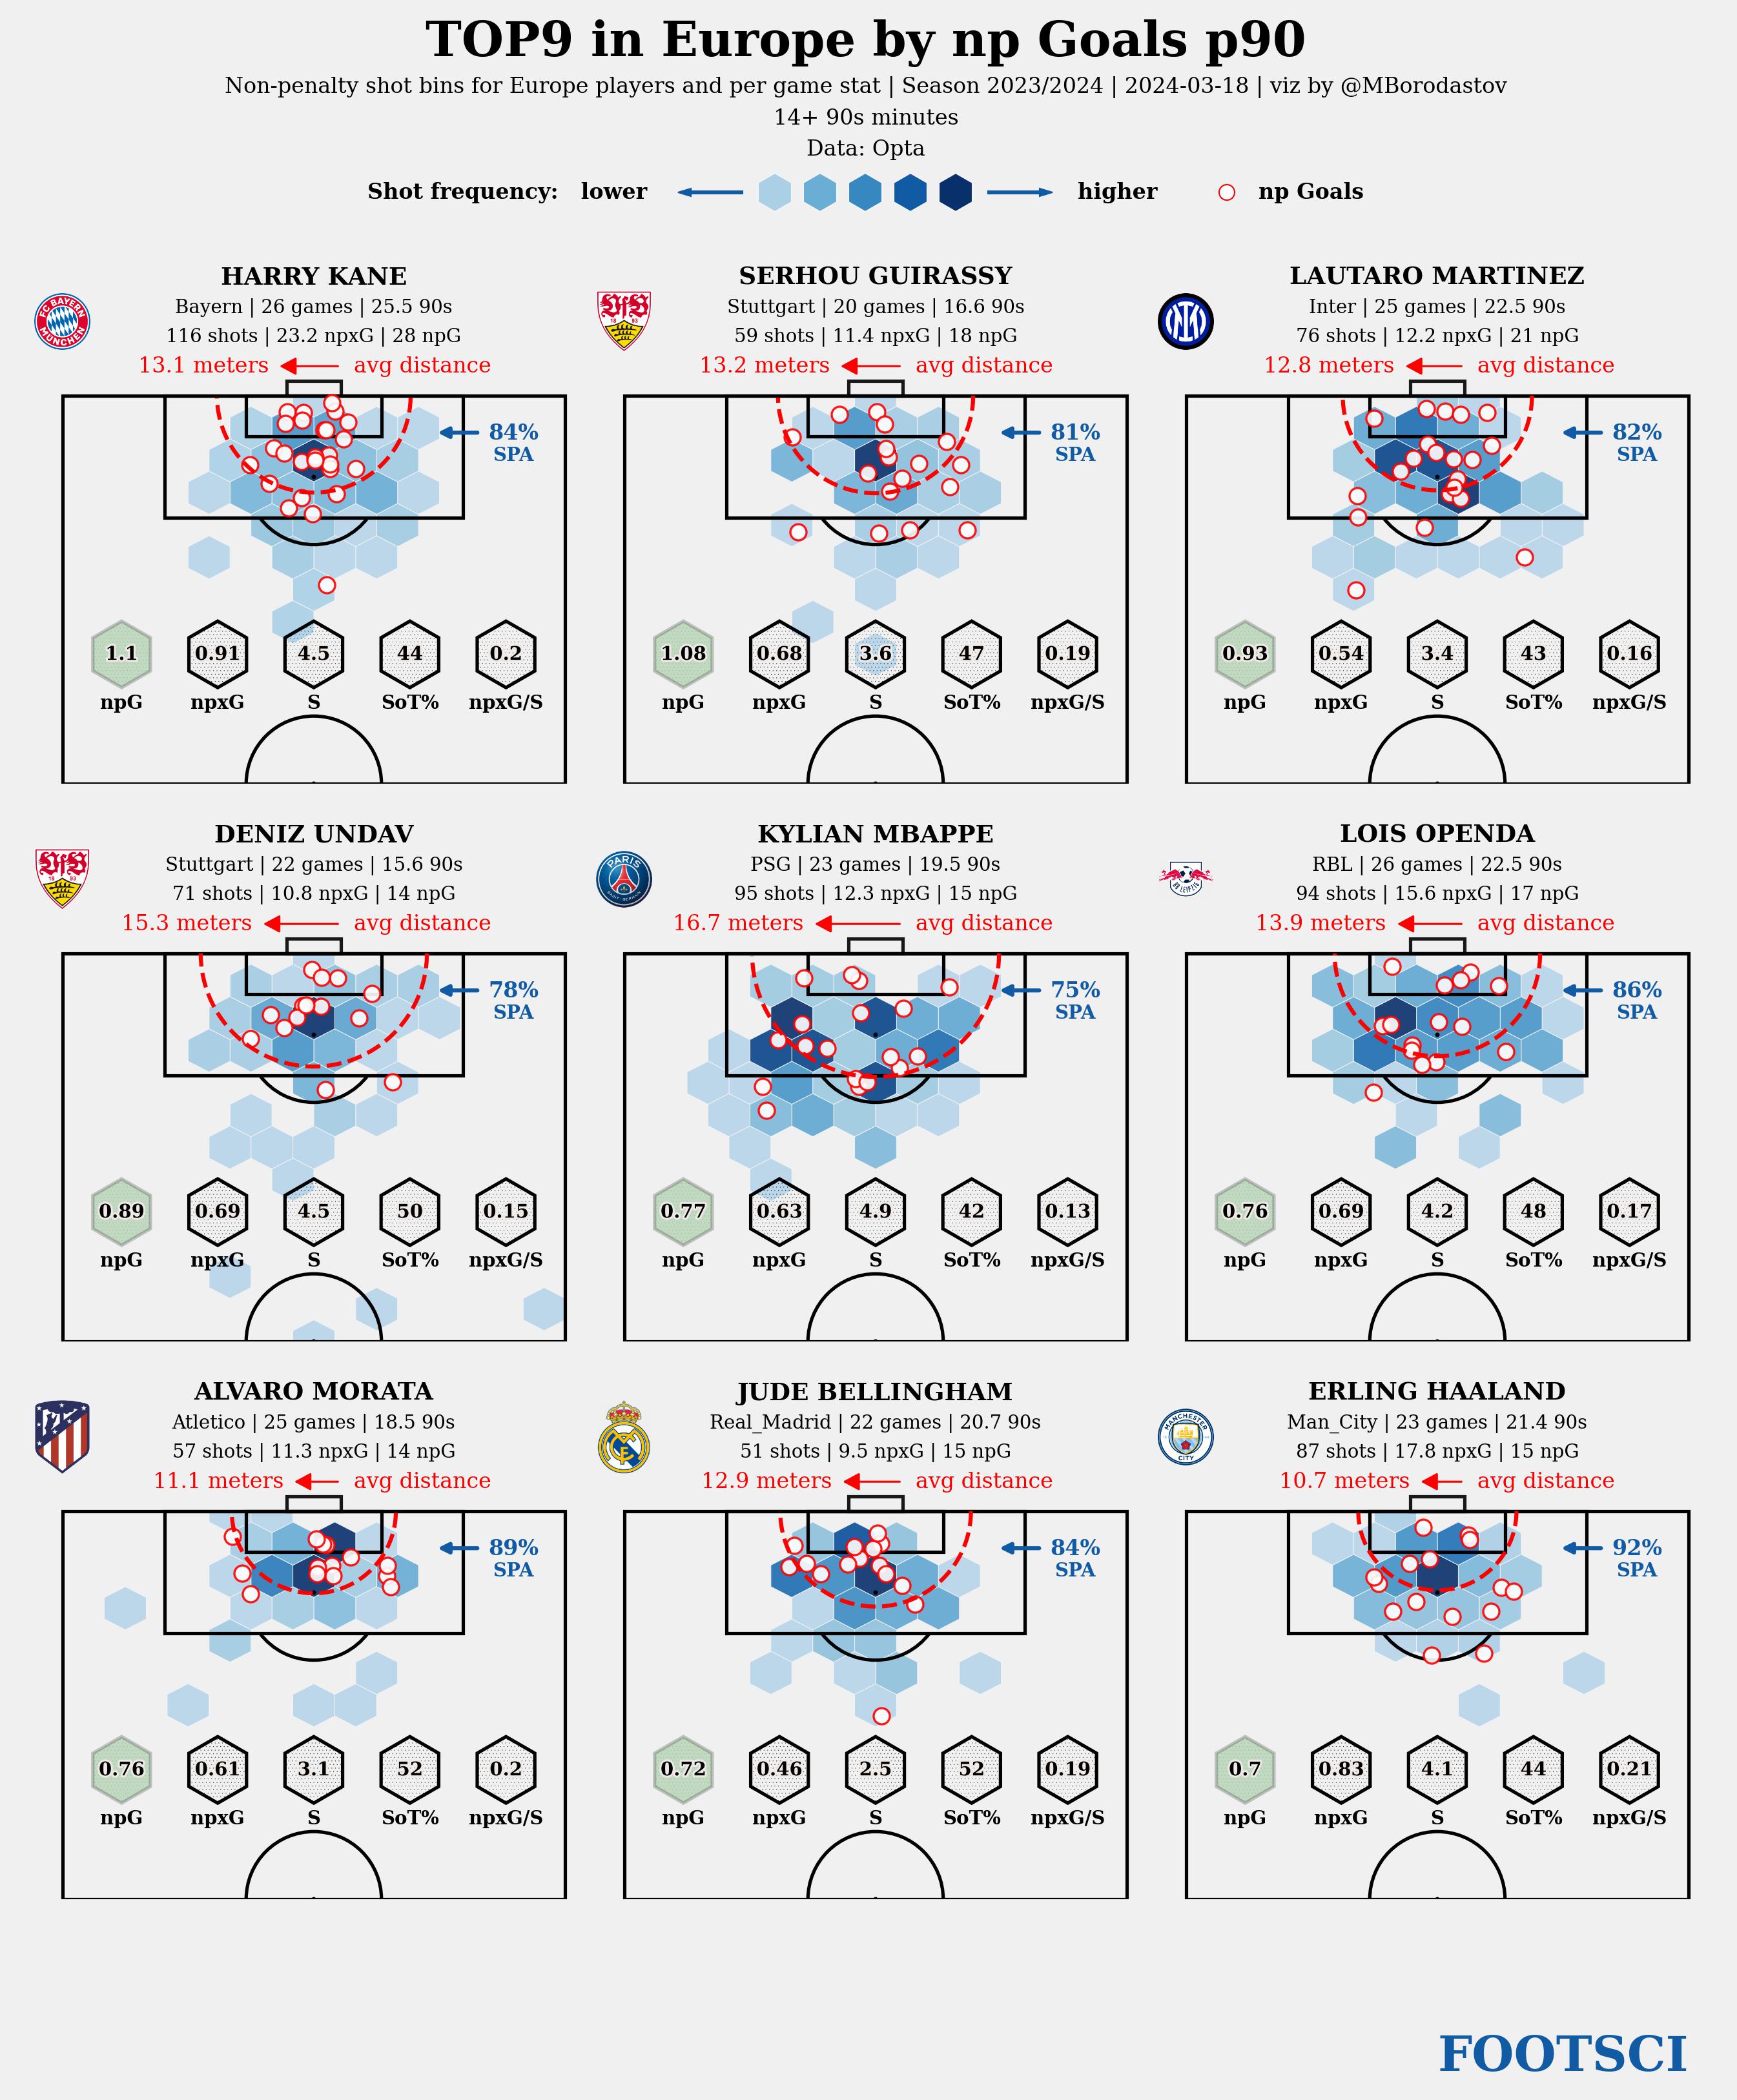 TOP9 in Europe by np Goals p90
Non-penalty shot bins for Europe players and per game stat | Season 2023/2024 | 2024-03-18 | viz by @MBorodastov
14+ 90s minutes
Data: Opta
Shot frequency: lower higher np Goals
HARRY KANE
Bayern | 26 games | 25.5 90s
116 shots | 23.2 npxG | 28 npG
13.1 meters avg distance
FC BAYERN MÜNCHEN
84%
SPA
1.1 0.91 4.5 44 0.2
npG npxG S SoT% npxG/S
SERHOU GUIRASSY
Stuttgart | 20 games | 16.6 90s
59 shots | 11.4 npxG | 18 npG
13.2 meters avg distance
VfB
18 93
81%
SPA
1.08 0.68 3.6 47 0.19
npG npxG S SoT% npxG/S
LAUTARO MARTINEZ
Inter | 25 games | 22.5 90s
76 shots | 12.2 npxG | 21 npG
12.8 meters avg distance
82%
SPA
0.93 0.54 3.4 43 0.16
npG npxG S SoT% npxG/S
DENIZ UNDAV
Stuttgart | 22 games | 15.6 90s
71 shots | 10.8 npxG | 14 npG
15.3 meters avg distance
VfB
18 93
78%
SPA
0.89 0.69 4.5 50 0.15
npG npxG S SoT% npxG/S
KYLIAN MBAPPE
PSG | 23 games | 19.5 90s
95 shots | 12.3 npxG | 15 npG
16.7 meters avg distance
PARIS
75%
SPA
0.77 0.63 4.9 42 0.13
npG npxG S SoT% npxG/S
LOIS OPENDA
RBL | 26 games | 22.5 90s
94 shots | 15.6 npxG | 17 npG
13.9 meters avg distance
RB LEIPZIG
86%
SPA
0.76 0.69 4.2 48 0.17
npG npxG S SoT% npxG/S
ALVARO MORATA
Atletico | 25 games | 18.5 90s
57 shots | 11.3 npxG | 14 npG
11.1 meters avg distance
89%
SPA
0.76 0.61 3.1 52 0.2
npG npxG S SoT% npxG/S
JUDE BELLINGHAM
Real_Madrid | 22 games | 20.7 90s
51 shots | 9.5 npxG | 15 npG
12.9 meters avg distance
84%
SPA
0.72 0.46 2.5 52 0.19
npG npxG S SoT% npxG/S
ERLING HAALAND
Man_City | 23 games | 21.4 90s
87 shots | 17.8 npxG | 15 npG
10.7 meters avg distance
MANCHESTER CITY
92%
SPA
0.7 0.83 4.1 44 0.21
npG npxG S SoT% npxG/S
FOOTSCI